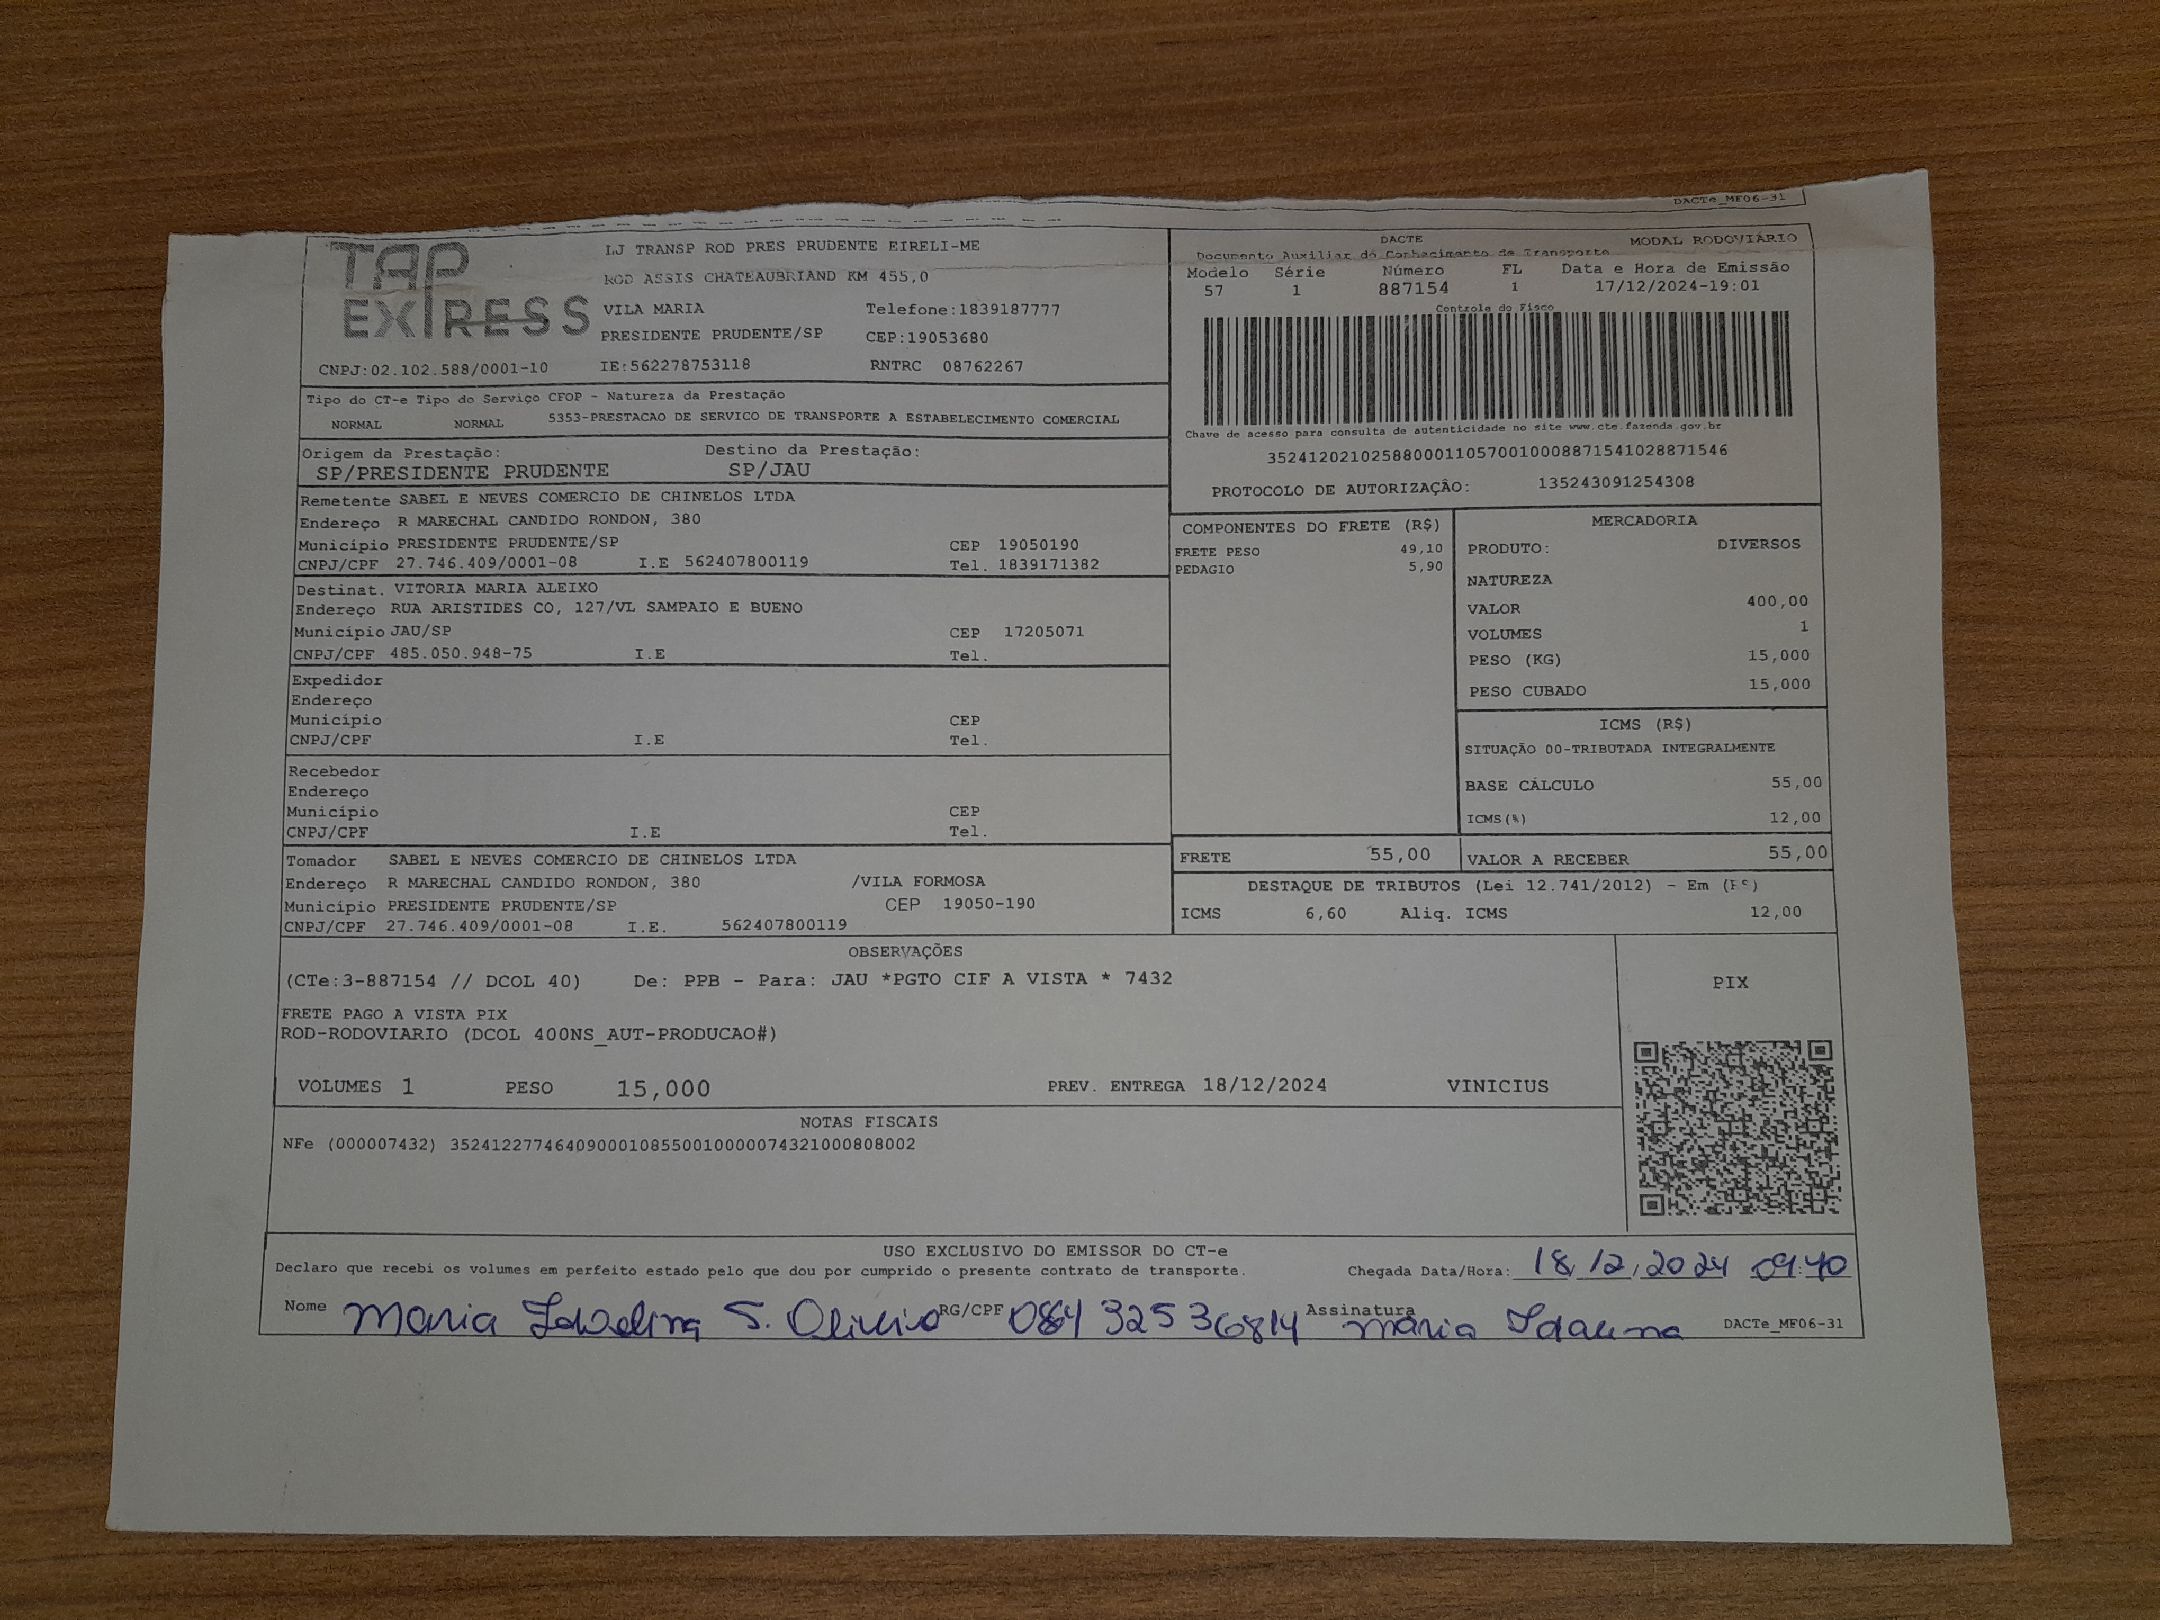 DACTe_MF06-31
TAP
EXPRESS
LJ TRANSP ROD PRES PRUDENTE EIRELI-ME
ROD ASSIS CHATEAUBRIAND KM 455,0
VILA MARIA Telefone:1839187777
PRESIDENTE PRUDENTE/SP CEP:19053680
CNPJ:02.102.588/0001-10 IE:562278753118 RNTRC 08762267
DACTE MODAL RODOVIÁRIO
Documento Auxiliar do Conhecimento de Transporte
Modelo Série Número FL Data e Hora de Emissão
57 1 887154 1 17/12/2024-19:01
Controle do Fisco
Chave de acesso para consulta de autenticidade no site www.cte.fazenda.gov.br
35241202102588000110570010008871541028871546
PROTOCOLO DE AUTORIZAÇÃO: 135243091254308
Tipo do CT-e Tipo do Serviço CFOP - Natureza da Prestação
NORMAL NORMAL 5353-PRESTACAO DE SERVICO DE TRANSPORTE A ESTABELECIMENTO COMERCIAL
Origem da Prestação: Destino da Prestação:
SP/PRESIDENTE PRUDENTE SP/JAU
Remetente SABEL E NEVES COMERCIO DE CHINELOS LTDA
Endereço R MARECHAL CANDIDO RONDON, 380
Município PRESIDENTE PRUDENTE/SP CEP 19050190
CNPJ/CPF 27.746.409/0001-08 I.E 562407800119 Tel. 1839171382
Destinat. VITORIA MARIA ALEIXO
Endereço RUA ARISTIDES CO, 127/VL SAMPAIO E BUENO
Município JAU/SP CEP 17205071
CNPJ/CPF 485.050.948-75 I.E Tel.
Expedidor
Endereço
Município CEP
CNPJ/CPF I.E Tel.
Recebedor
Endereço
Município CEP
CNPJ/CPF I.E Tel.
Tomador SABEL E NEVES COMERCIO DE CHINELOS LTDA
Endereço R MARECHAL CANDIDO RONDON, 380 /VILA FORMOSA
Município PRESIDENTE PRUDENTE/SP CEP 19050-190
CNPJ/CPF 27.746.409/0001-08 I.E. 562407800119
COMPONENTES DO FRETE (R$)
FRETE PESO 49,10
PEDAGIO 5,90
MERCADORIA
PRODUTO: DIVERSOS
NATUREZA
VALOR 400,00
VOLUMES 1
PESO (KG) 15,000
PESO CUBADO 15,000
ICMS (R$)
SITUAÇÃO 00-TRIBUTADA INTEGRALMENTE
BASE CÁLCULO 55,00
ICMS(%) 12,00
FRETE 55,00 VALOR A RECEBER 55,00
DESTAQUE DE TRIBUTOS (Lei 12.741/2012) - Em (R$)
ICMS 6,60 Aliq. ICMS 12,00
OBSERVAÇÕES
(CTe:3-887154 // DCOL 40) De: PPB - Para: JAU *PGTO CIF A VISTA * 7432
FRETE PAGO A VISTA PIX
ROD-RODOVIARIO (DCOL 400NS_AUT-PRODUCAO#)
VOLUMES 1 PESO 15,000 PREV. ENTREGA 18/12/2024 VINICIUS
PIX
NOTAS FISCAIS
NFe (000007432) 35241227746409000108550010000074321000808002
USO EXCLUSIVO DO EMISSOR DO CT-e
Declaro que recebi os volumes em perfeito estado pelo que dou por cumprido o presente contrato de transporte. Chegada Data/Hora: 18/12/2024 09:40
Nome Maria S. Oliveira RG/CPF 084 325 36814 Assinatura Maria
DACTe_MF06-31